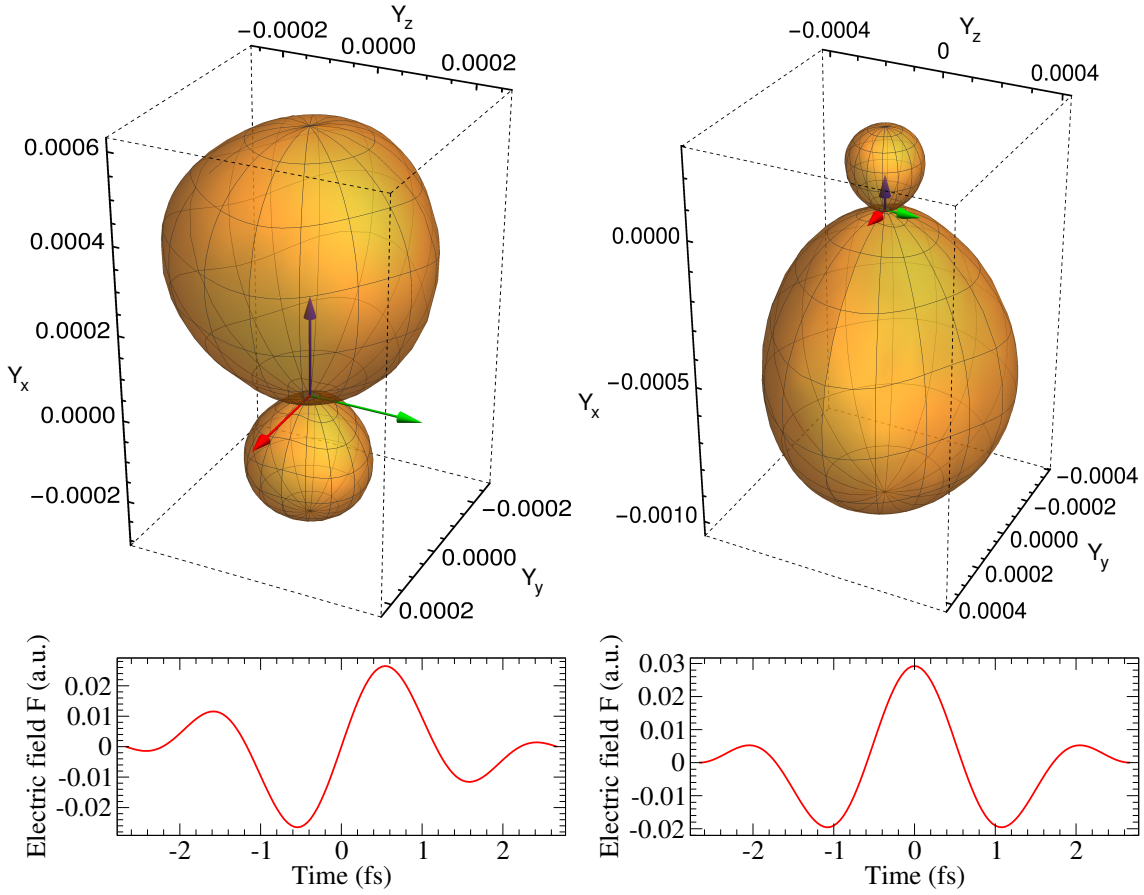 Y_z
−0.0002 0.0000 0.0002
0.0006
0.0004
0.0002
Y_x
0.0000
−0.0002
−0.0002
0.0000
Y_y
0.0002
Y_z
−0.0004 0 0.0004
0.0000
−0.0005
Y_x
−0.0010
−0.0004
−0.0002
0.0000
Y_y
0.0002
0.0004
Electric field F (a.u.)
0.02
0.01
0
-0.01
-0.02
-2 -1 0 1 2
Time (fs)
Electric field F (a.u.)
0.03
0.02
0.01
0
-0.01
-0.02
-2 -1 0 1 2
Time (fs)